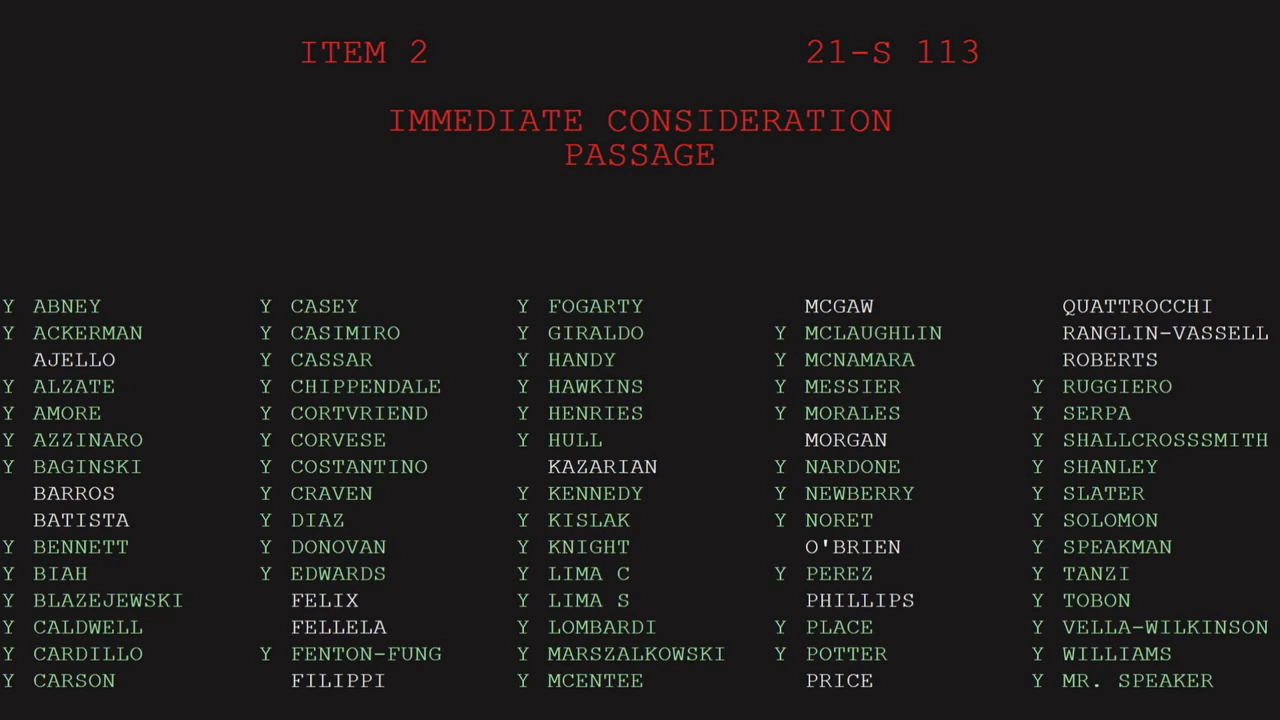 ITEM 2 21-S 113
IMMEDIATE CONSIDERATION
PASSAGE
Y ABNEY Y CASEY Y FOGARTY MCGAW QUATTROCCHI
Y ACKERMAN Y CASIMIRO Y GIRALDO Y MCLAUGHLIN RANGLIN-VASSELL
AJELLO Y CASSAR Y HANDY Y MCNAMARA ROBERTS
Y ALZATE Y CHIPPENDALE Y HAWKINS Y MESSIER Y RUGGIERO
Y AMORE Y CORTVRIEND Y HENRIES Y MORALES Y SERPA
Y AZZINARO Y CORVESE Y HULL MORGAN Y SHALLCROSSSMITH
Y BAGINSKI Y COSTANTINO KAZARIAN Y NARDONE Y SHANLEY
BARROS Y CRAVEN Y KENNEDY Y NEWBERRY Y SLATER
BATISTA Y DIAZ Y KISLAK Y NORET Y SOLOMON
Y BENNETT Y DONOVAN Y KNIGHT O'BRIEN Y SPEAKMAN
Y BIAH Y EDWARDS Y LIMA C Y PEREZ Y TANZI
Y BLAZEJEWSKI FELIX Y LIMA S PHILLIPS Y TOBON
Y CALDWELL FELLELA Y LOMBARDI Y PLACE Y VELLA-WILKINSON
Y CARDILLO Y FENTON-FUNG Y MARSZALKOWSKI Y POTTER Y WILLIAMS
Y CARSON FILIPPI Y MCENTEE PRICE Y MR. SPEAKER